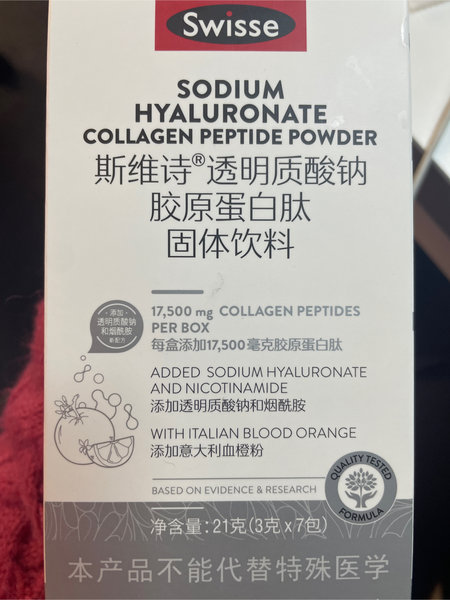 Swisse
SODIUM
HYALURONATE
COLLAGEN PEPTIDE POWDER
斯维诗®透明质酸钠
胶原蛋白肽
固体饮料
添加
透明质酸钠
和烟酰胺
新配方
17,500 mg COLLAGEN PEPTIDES
PER BOX
每盒添加17,500毫克胶原蛋白肽
ADDED SODIUM HYALURONATE
AND NICOTINAMIDE
添加透明质酸钠和烟酰胺
WITH ITALIAN BLOOD ORANGE
添加意大利血橙粉
QUALITY TESTED
FORMULA
BASED ON EVIDENCE & RESEARCH
净含量:21克(3克x7包)
本产品不能代替特殊医学